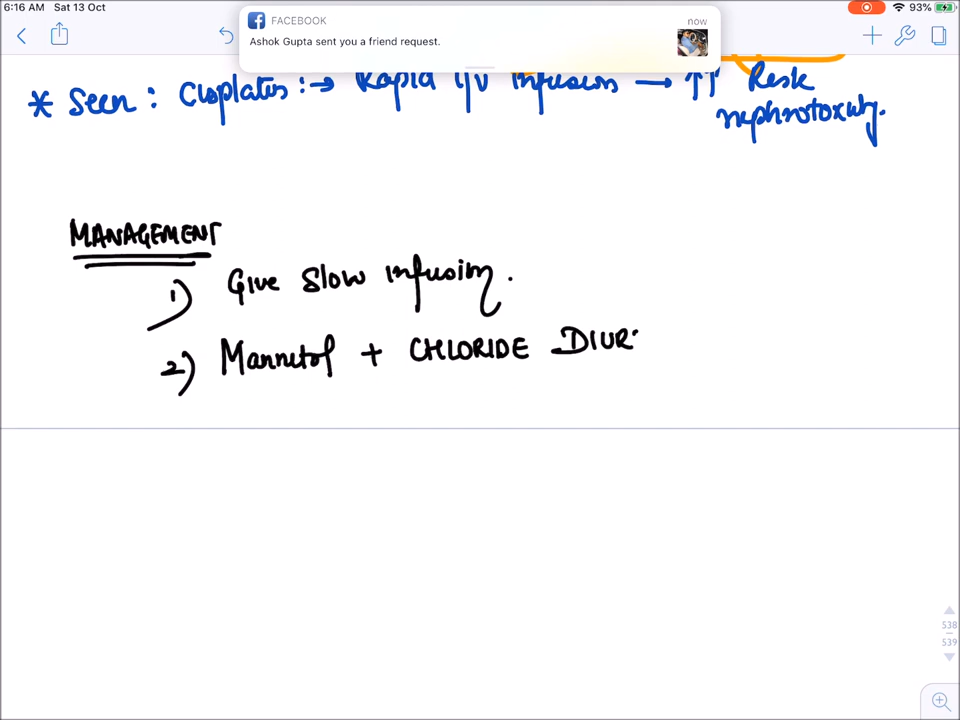 6:16 AM Sat 13 Oct
93%
FACEBOOK
now
Ashok Gupta sent you a friend request.
* Seen: Cisplatin :→ Rapid i/v infusion → ↑↑ Risk
nephrotoxicity.
MANAGEMENT
1) Give Slow infusion.
2) Mannitol + CHLORIDE DIUR
538
539